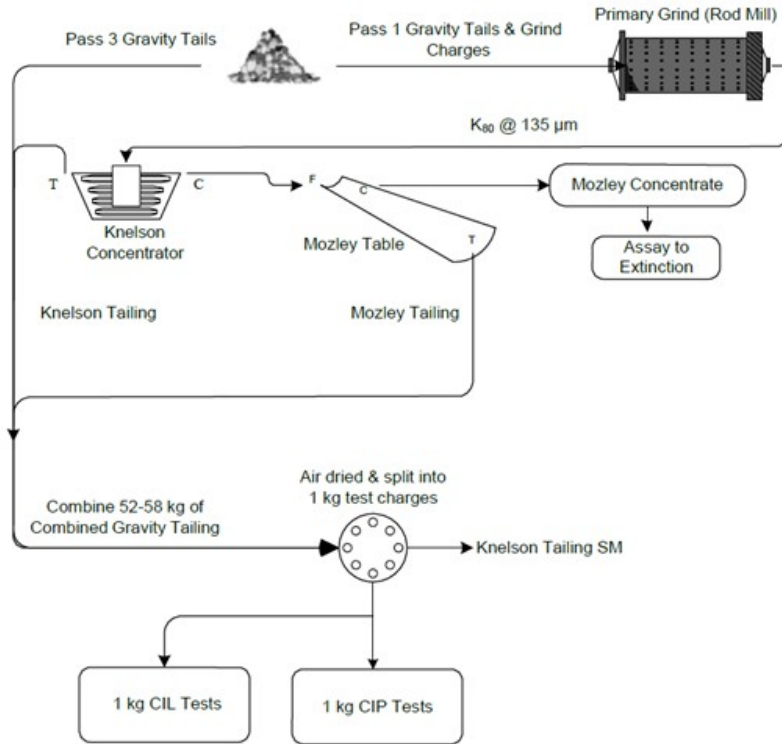 Primary Grind (Rod Mill)
Pass 3 Gravity Tails
Pass 1 Gravity Tails & Grind
Charges
K80 @ 135 µm
T
C
F
C
T
Knelson
Concentrator
Mozley Table
Mozley Concentrate
Assay to
Extinction
Knelson Tailing
Mozley Tailing
Air dried & split into
1 kg test charges
Combine 52-58 kg of
Combined Gravity Tailing
Knelson Tailing SM
1 kg CIL Tests
1 kg CIP Tests